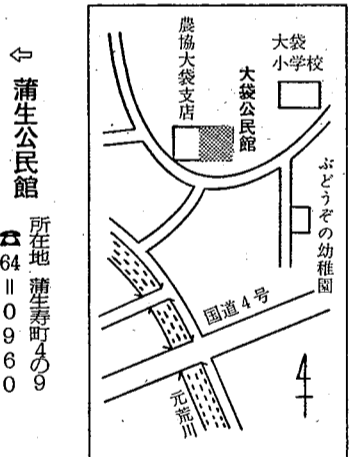 大袋
小学校
大袋公民館
農協大袋支店
ぶどうぞの幼稚園
国道4号
元荒川
4
⇦ 蒲生公民館
所在地 蒲生寿町4の9
☎64=0960